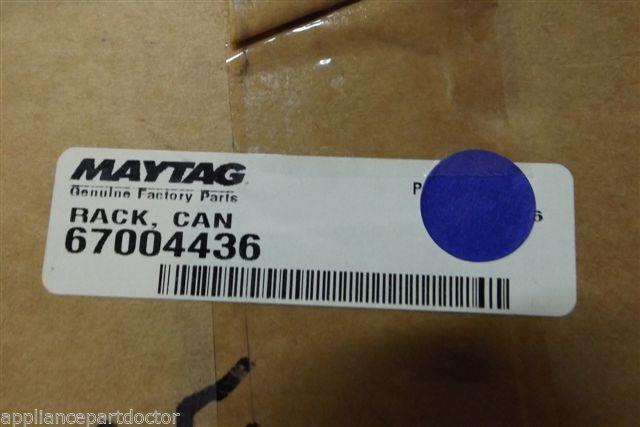 MAYTAG
Genuine Factory Parts
RACK, CAN
67004436
appliancepartdoctor